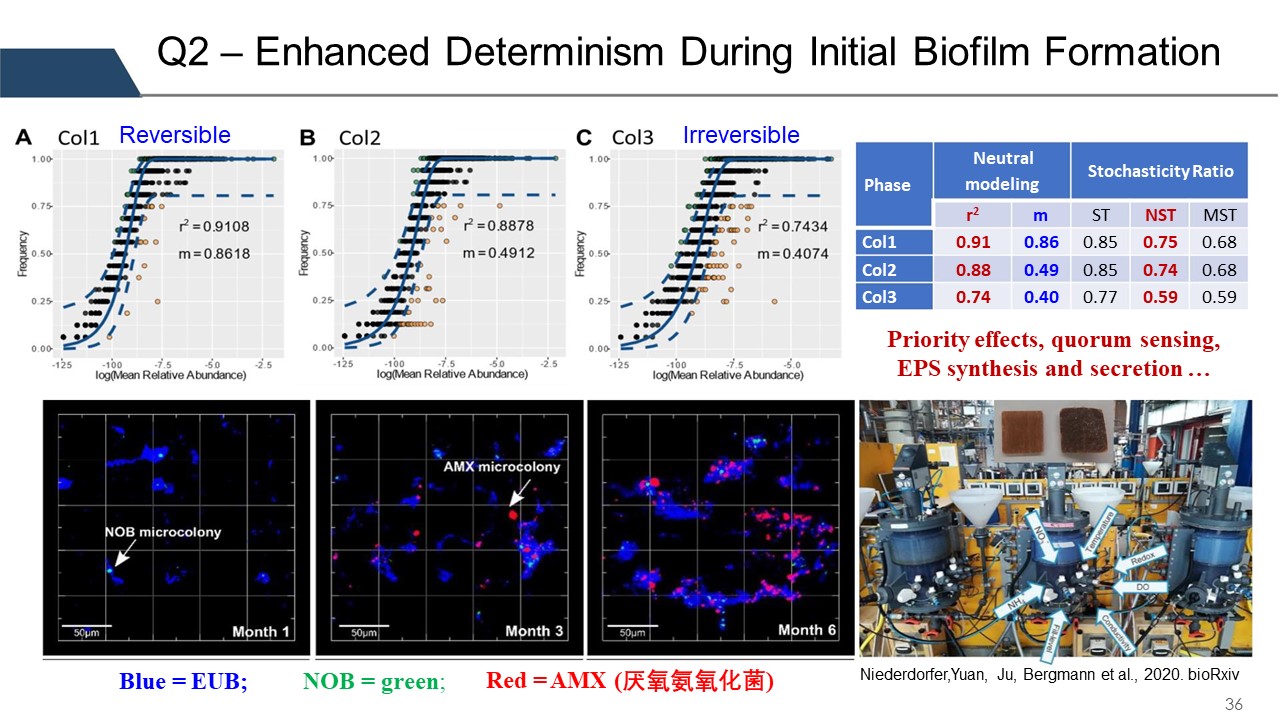 Q2 – Enhanced Determinism During Initial Biofilm Formation
A Col1 Reversible
B Col2
C Col3 Irreversible
1.00
0.75
0.50
0.25
0.00
Frequency
r² = 0.9108
m = 0.8618
-12.5 -10.0 -7.5 -5.0 -2.5
log(Mean Relative Abundance)
1.00
0.75
0.50
0.25
0.00
Frequency
r² = 0.8878
m = 0.4912
-12.5 -10.0 -7.5 -5.0 -2.5
log(Mean Relative Abundance)
1.00
0.75
0.50
0.25
0.00
Frequency
r² = 0.7434
m = 0.4074
-12.5 -10.0 -7.5 -5.0
log(Mean Relative Abundance)
Phase Neutral modeling Stochasticity Ratio
r² m ST NST MST
Col1 0.91 0.86 0.85 0.75 0.68
Col2 0.88 0.49 0.85 0.74 0.68
Col3 0.74 0.40 0.77 0.59 0.59
Priority effects, quorum sensing,
EPS synthesis and secretion …
NOB microcolony
50μm
Month 1
AMX microcolony
50μm
Month 3
50μm
Month 6
Temperature
Redox
DO
Conductivity
Fill-level
Blue = EUB; NOB = green; Red = AMX (厌氧氨氧化菌)
Niederdorfer,Yuan, Ju, Bergmann et al., 2020. bioRxiv
36